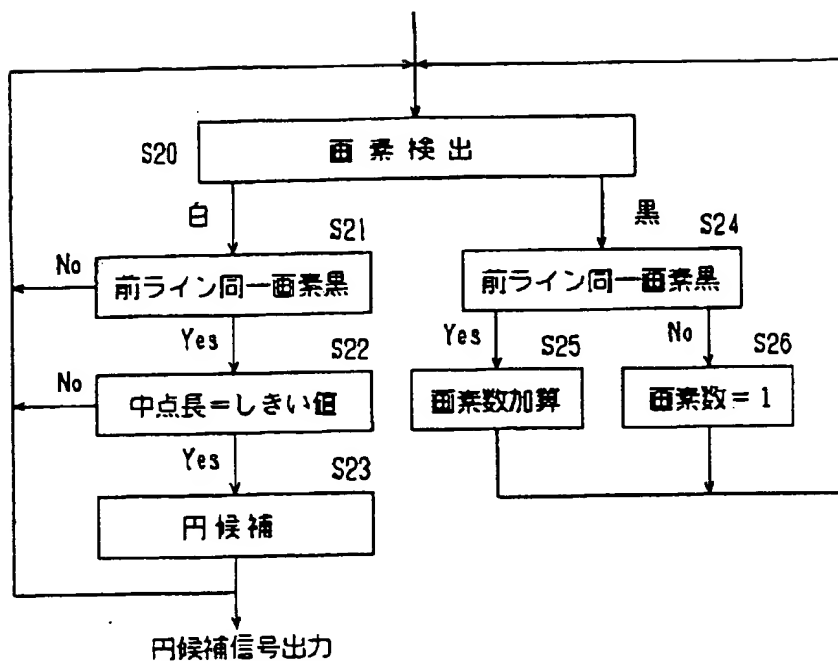 S20
画素検出
白
黒
S21
S24
No
前ライン同一画素黒
前ライン同一画素黒
Yes
S22
Yes
S25
No
S26
No
中点長=しきい値
画素数加算
画素数=1
Yes
S23
円候補
円候補信号出力